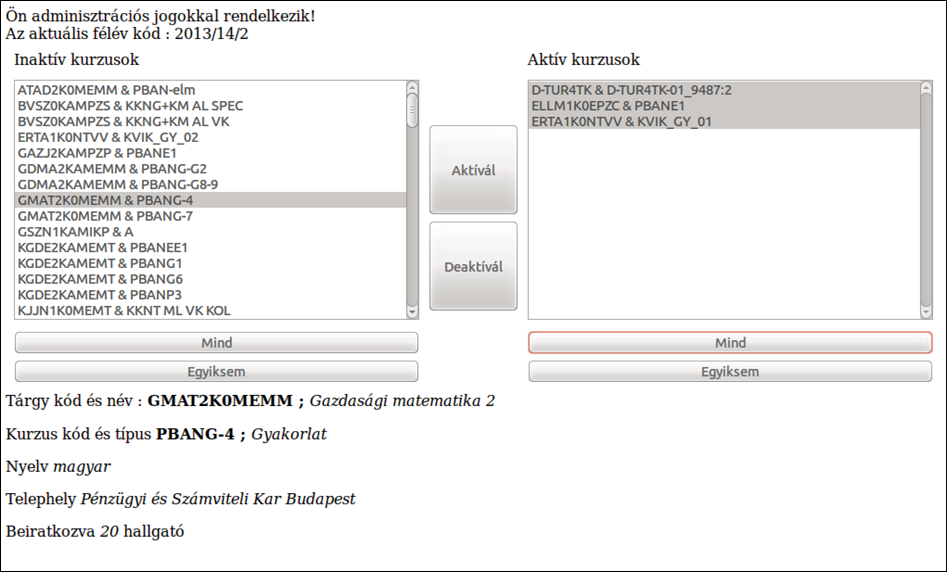 Ön adminisztrációs jogokkal rendelkezik!
Az aktuális félév kód : 2013/14/2
Inaktív kurzusok
ATAD2K0MEMM & PBAN-elm
BVSZ0KAMPZS & KKNG+KM AL SPEC
BVSZ0KAMPZS & KKNG+KM AL VK
ERTA1K0NTVV & KVIK_GY_02
GAZJ2KAMPZP & PBANE1
GDMA2KAMEMM & PBANG-G2
GDMA2KAMEMM & PBANG-G8-9
GMAT2K0MEMM & PBANG-4
GMAT2K0MEMM & PBANG-7
GSZN1KAMIKP & A
KGDE2KAMEMT & PBANEE1
KGDE2KAMEMT & PBANG1
KGDE2KAMEMT & PBANG6
KGDE2KAMEMT & PBANP3
KJJN1K0MEMT & KKNT ML VK KOL
Mind
Egyiksem
Aktívál
Deaktívál
Aktív kurzusok
D-TUR4TK & D-TUR4TK-01_9487:2
ELLM1K0EPZC & PBANE1
ERTA1K0NTVV & KVIK_GY_01
Mind
Egyiksem
Tárgy kód és név : GMAT2K0MEMM ; Gazdasági matematika 2
Kurzus kód és típus PBANG-4 ; Gyakorlat
Nyelv magyar
Telephely Pénzügyi és Számviteli Kar Budapest
Beiratkozva 20 hallgató